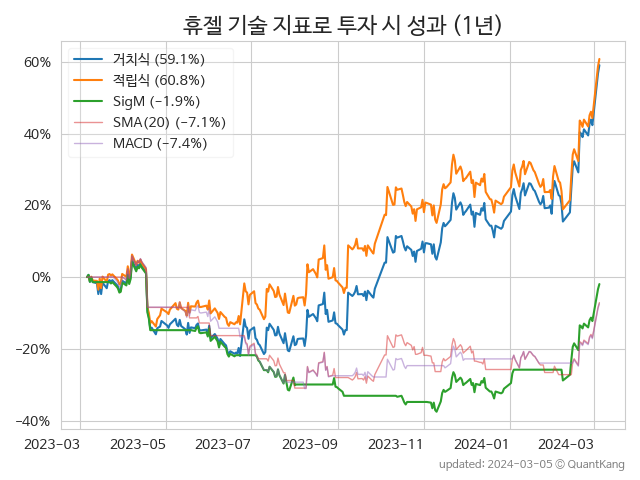 휴젤 기술 지표로 투자 시 성과 (1년)
거치식 (59.1%)
적립식 (60.8%)
SigM (−1.9%)
SMA(20) (−7.1%)
MACD (−7.4%)
60%
40%
20%
0%
−20%
−40%
2023−03 2023−05 2023−07 2023−09 2023−11 2024−01 2024−03
updated: 2024−03−05 © QuantKang